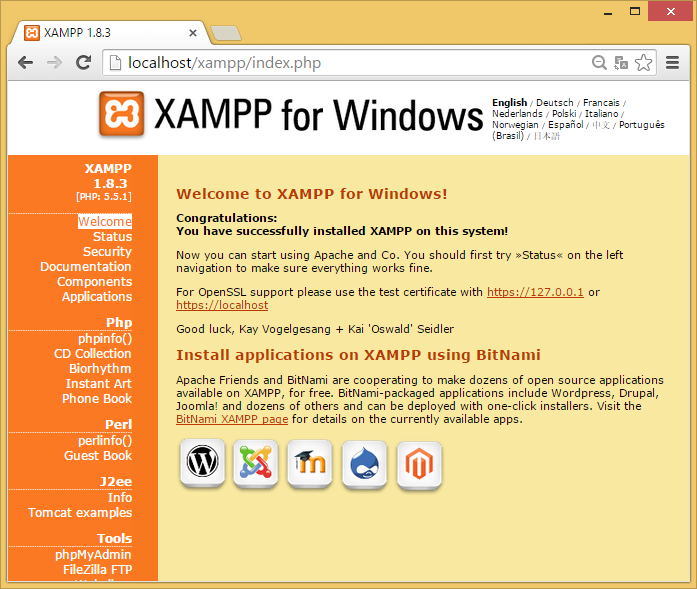 XAMPP 1.8.3
localhost/xampp/index.php
XAMPP for Windows
English / Deutsch / Francais /
Nederlands / Polski / Italiano /
Norwegian / Español / 中文 / Português
(Brasil) / 日本語
XAMPP
1.8.3
[PHP: 5.5.1]
Welcome
Status
Security
Documentation
Components
Applications
Php
phpinfo()
CD Collection
Biorhythm
Instant Art
Phone Book
Perl
perlinfo()
Guest Book
J2ee
Info
Tomcat examples
Tools
phpMyAdmin
FileZilla FTP
Welcome to XAMPP for Windows!
Congratulations:
You have successfully installed XAMPP on this system!
Now you can start using Apache and Co. You should first try »Status« on the left
navigation to make sure everything works fine.
For OpenSSL support please use the test certificate with https://127.0.0.1 or
https://localhost
Good luck, Kay Vogelgesang + Kai 'Oswald' Seidler
Install applications on XAMPP using BitNami
Apache Friends and BitNami are cooperating to make dozens of open source applications
available on XAMPP, for free. BitNami-packaged applications include Wordpress, Drupal,
Joomla! and dozens of others and can be deployed with one-click installers. Visit the
BitNami XAMPP page for details on the currently available apps.